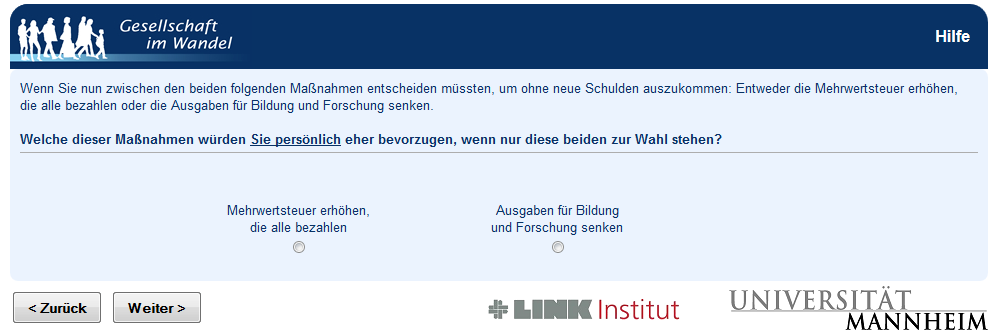 Gesellschaft
im Wandel
Hilfe
Wenn Sie nun zwischen den beiden folgenden Maßnahmen entscheiden müssten, um ohne neue Schulden auszukommen: Entweder die Mehrwertsteuer erhöhen,
die alle bezahlen oder die Ausgaben für Bildung und Forschung senken.
Welche dieser Maßnahmen würden Sie persönlich eher bevorzugen, wenn nur diese beiden zur Wahl stehen?
Mehrwertsteuer erhöhen,
die alle bezahlen
Ausgaben für Bildung
und Forschung senken
< Zurück
Weiter >
LINK Institut
UNIVERSITÄT
MANNHEIM